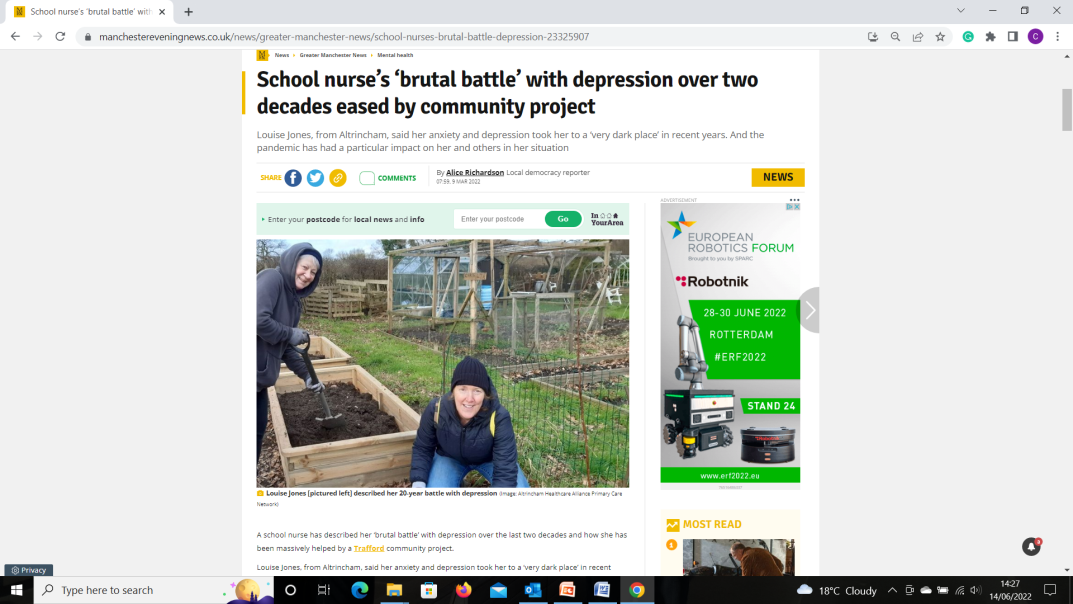 School nurse's 'brutal battle' with
manchestereveningnews.co.uk/news/greater-manchester-news/school-nurses-brutal-battle-depression-23325907
C
News › Greater Manchester News › Mental health
School nurse's 'brutal battle' with depression over two
decades eased by community project
Louise Jones, from Altrincham, said her anxiety and depression took her to a 'very dark place' in recent years. And the
pandemic has had a particular impact on her and others in her situation
SHARE
COMMENTS
By Alice Richardson Local democracy reporter
07:59, 9 MAR 2022
NEWS
Enter your postcode for local news and info
Enter your postcode
Go
In
YourArea
Louise Jones [pictured left] described her 20-year battle with depression (Image: Altrincham Healthcare Alliance Primary Care
Network)
A school nurse has described her 'brutal battle' with depression over the last two decades and how she has
been massively helped by a Trafford community project.
Louise Jones, from Altrincham, said her anxiety and depression took her to a 'very dark place' in recent
ADVERTISEMENT
EUROPEAN
ROBOTICS FORUM
Brought to you by SPARC
Robotnik
28-30 JUNE 2022
ROTTERDAM
#ERF2022
STAND 24
www.erf2022.eu
MOST READ
1
3
Privacy
Type here to search
18°C Cloudy
14:27
14/06/2022